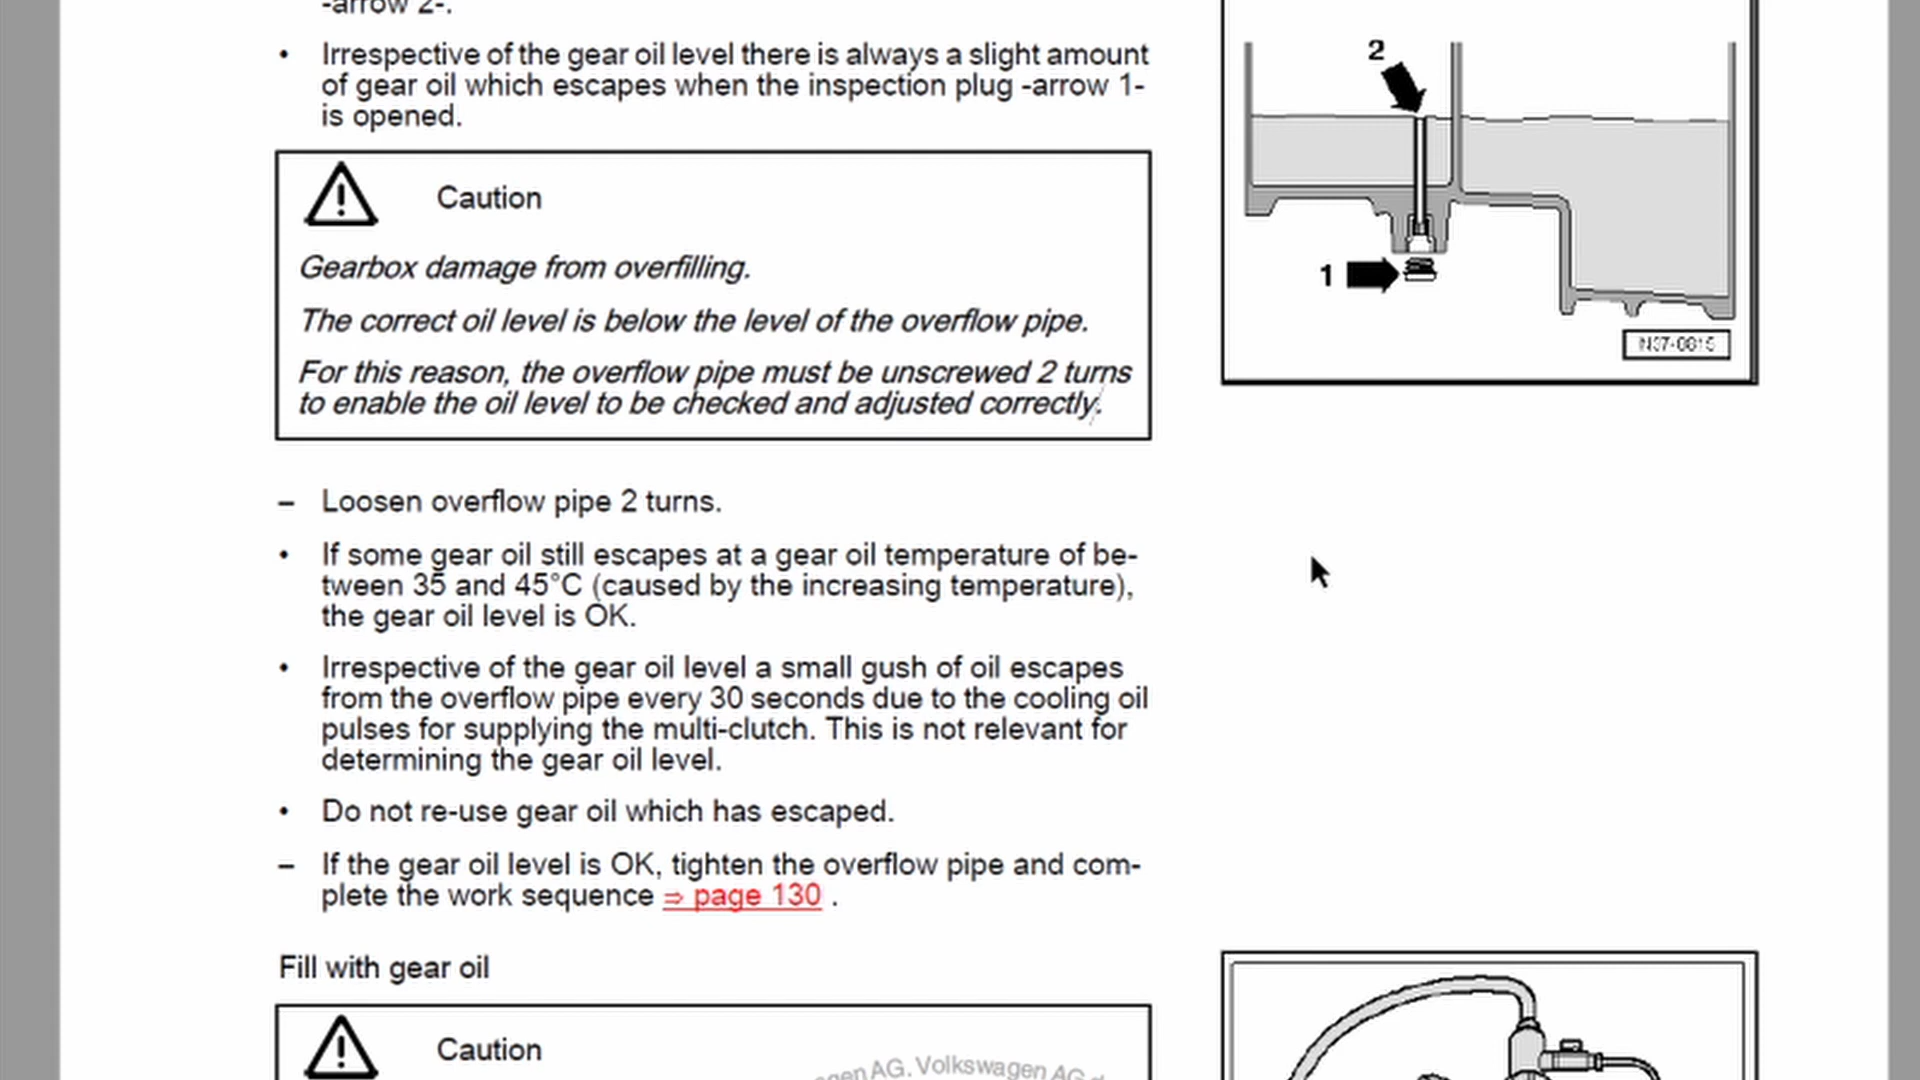 -arrow 2-.
• Irrespective of the gear oil level there is always a slight amount
of gear oil which escapes when the inspection plug -arrow 1-
is opened.
Caution
Gearbox damage from overfilling.
The correct oil level is below the level of the overflow pipe.
For this reason, the overflow pipe must be unscrewed 2 turns
to enable the oil level to be checked and adjusted correctly.
– Loosen overflow pipe 2 turns.
• If some gear oil still escapes at a gear oil temperature of be-
tween 35 and 45°C (caused by the increasing temperature),
the gear oil level is OK.
• Irrespective of the gear oil level a small gush of oil escapes
from the overflow pipe every 30 seconds due to the cooling oil
pulses for supplying the multi-clutch. This is not relevant for
determining the gear oil level.
• Do not re-use gear oil which has escaped.
– If the gear oil level is OK, tighten the overflow pipe and com-
plete the work sequence ⇒ page 130 .
Fill with gear oil
Caution
agen AG. Volkswagen AG d
2
1
N37-0815